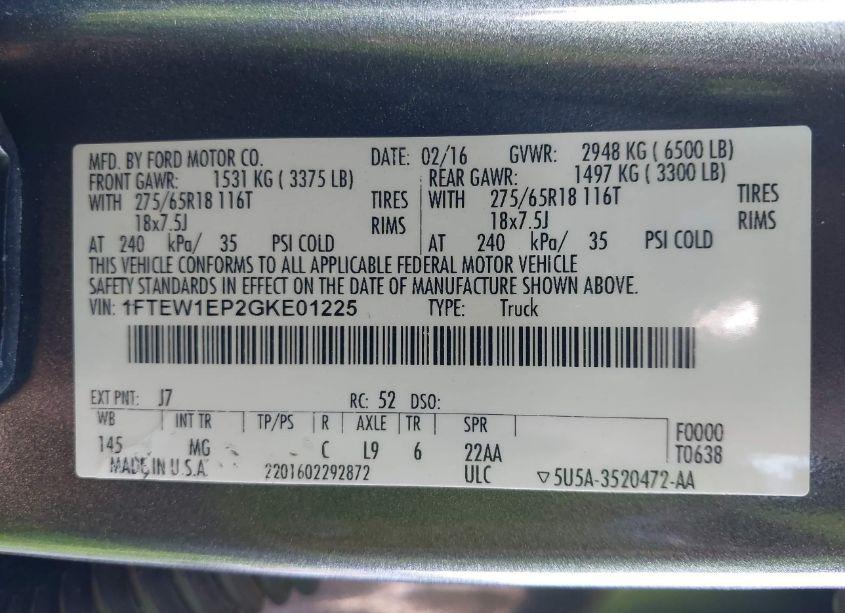 MFD. BY FORD MOTOR CO. DATE: 02/16 GVWR: 2948 KG ( 6500 LB)
FRONT GAWR: 1531 KG ( 3375 LB) REAR GAWR: 1497 KG ( 3300 LB)
WITH 275/65R18 116T TIRES WITH 275/65R18 116T TIRES
18x7.5J RIMS 18x7.5J RIMS
AT 240 kPa/ 35 PSI COLD AT 240 kPa/ 35 PSI COLD
THIS VEHICLE CONFORMS TO ALL APPLICABLE FEDERAL MOTOR VEHICLE
SAFETY STANDARDS IN EFFECT ON THE DATE OF MANUFACTURE SHOWN ABOVE.
VIN: 1FTEW1EP2GKE01225 TYPE: Truck
EXT PNT: J7 RC: 52 DSO:
WB INT TR TP/PS R AXLE TR SPR F0000
145 MG C L9 6 22AA T0638
MADE IN U.S.A. 2201602292872 ULC ▽5U5A-3520472-AA